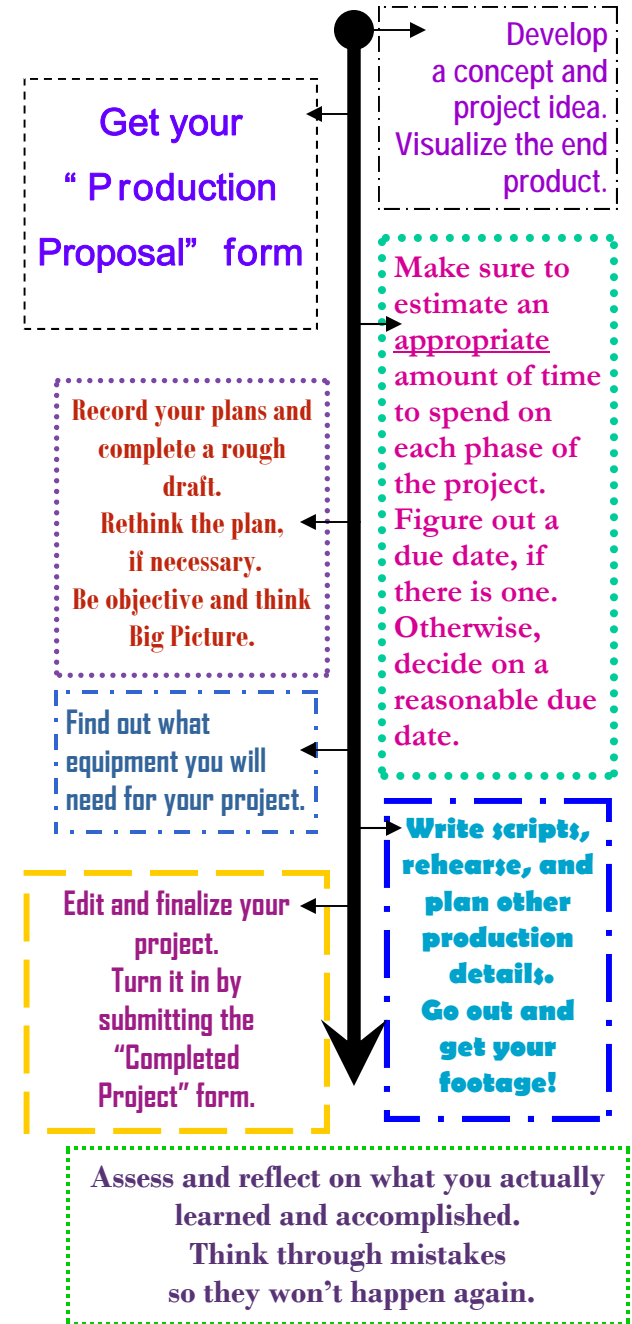 Develop
a concept and
project idea.
Visualize the end
product.
Get your
“ Production
Proposal” form
Make sure to
estimate an
appropriate
amount of time
to spend on
each phase of
the project.
Figure out a
due date, if
there is one.
Otherwise,
decide on a
reasonable due
date.
Record your plans and
complete a rough
draft.
Rethink the plan,
if necessary.
Be objective and think
Big Picture.
Find out what
equipment you will
need for your project.
Write scripts,
rehearse, and
plan other
production
details.
Go out and
get your
footage!
Edit and finalize your
project.
Turn it in by
submitting the
“Completed
Project” form.
Assess and reflect on what you actually
learned and accomplished.
Think through mistakes
so they won’t happen again.